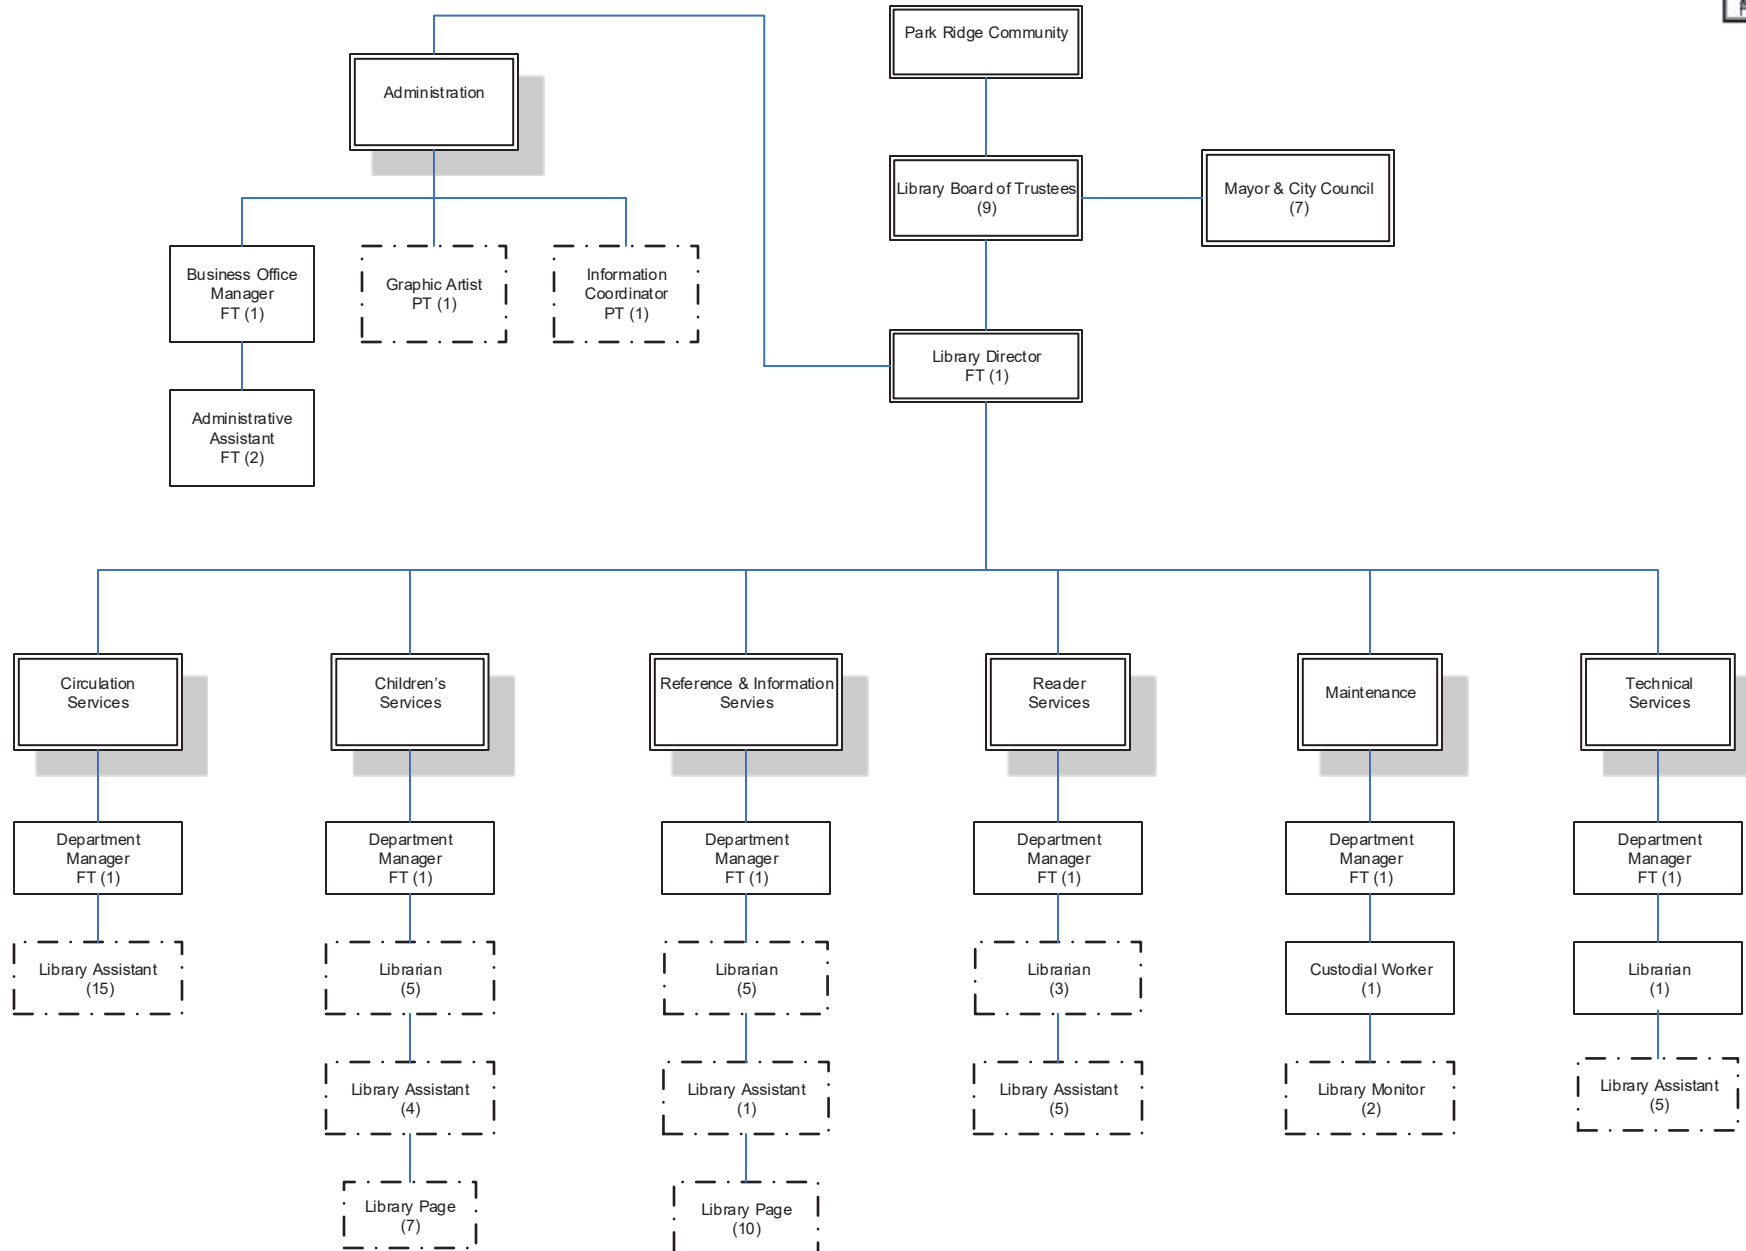 Park Ridge Community
Administration
Library Board of Trustees
(9)
Mayor & City Council
(7)
Business Office
Manager
FT (1)
Graphic Artist
PT (1)
Information
Coordinator
PT (1)
Library Director
FT (1)
Administrative
Assistant
FT (2)
Circulation
Services
Children’s
Services
Reference & Information
Servies
Reader
Services
Maintenance
Technical
Services
Department
Manager
FT (1)
Department
Manager
FT (1)
Department
Manager
FT (1)
Department
Manager
FT (1)
Department
Manager
FT (1)
Department
Manager
FT (1)
Library Assistant
(15)
Librarian
(5)
Librarian
(5)
Librarian
(3)
Custodial Worker
(1)
Librarian
(1)
Library Assistant
(4)
Library Assistant
(1)
Library Assistant
(5)
Library Monitor
(2)
Library Assistant
(5)
Library Page
(7)
Library Page
(10)